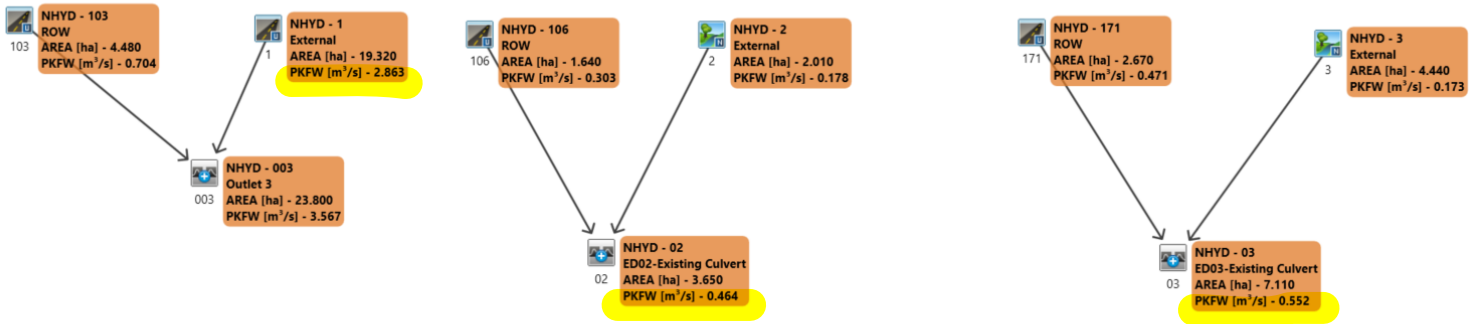 NHYD - 103
ROW
AREA [ha] - 4.480
PKFW [m³/s] - 0.704
103
NHYD - 1
External
AREA [ha] - 19.320
PKFW [m³/s] - 2.863
1
NHYD - 003
Outlet 3
AREA [ha] - 23.800
PKFW [m³/s] - 3.567
003
NHYD - 106
ROW
AREA [ha] - 1.640
PKFW [m³/s] - 0.303
106
NHYD - 2
External
AREA [ha] - 2.010
PKFW [m³/s] - 0.178
2
NHYD - 02
ED02-Existing Culvert
AREA [ha] - 3.650
PKFW [m³/s] - 0.464
02
NHYD - 171
ROW
AREA [ha] - 2.670
PKFW [m³/s] - 0.471
171
NHYD - 3
External
AREA [ha] - 4.440
PKFW [m³/s] - 0.173
3
NHYD - 03
ED03-Existing Culvert
AREA [ha] - 7.110
PKFW [m³/s] - 0.552
03